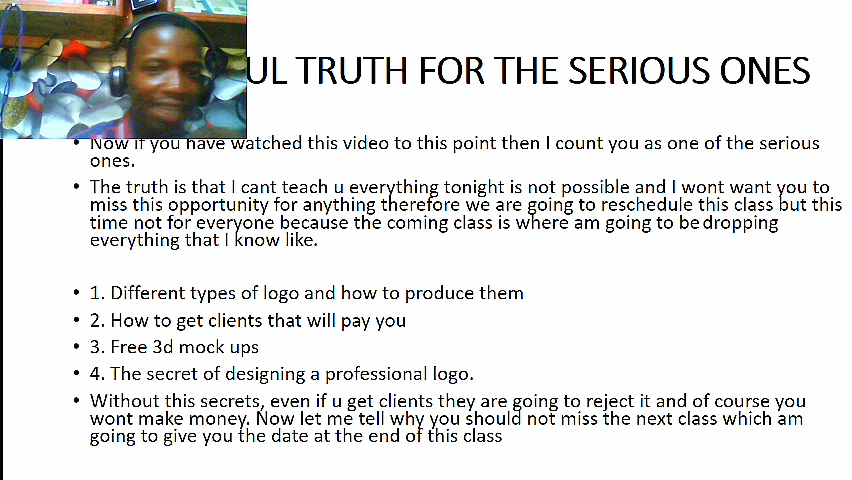 UL TRUTH FOR THE SERIOUS ONES
• Now if you have watched this video to this point then I count you as one of the serious
ones.
• The truth is that I cant teach u everything tonight is not possible and I wont want you to
miss this opportunity for anything therefore we are going to reschedule this class but this
time not for everyone because the coming class is where am going to be dropping
everything that I know like.
• 1. Different types of logo and how to produce them
• 2. How to get clients that will pay you
• 3. Free 3d mock ups
• 4. The secret of designing a professional logo.
• Without this secrets, even if u get clients they are going to reject it and of course you
wont make money. Now let me tell why you should not miss the next class which am
going to give you the date at the end of this class